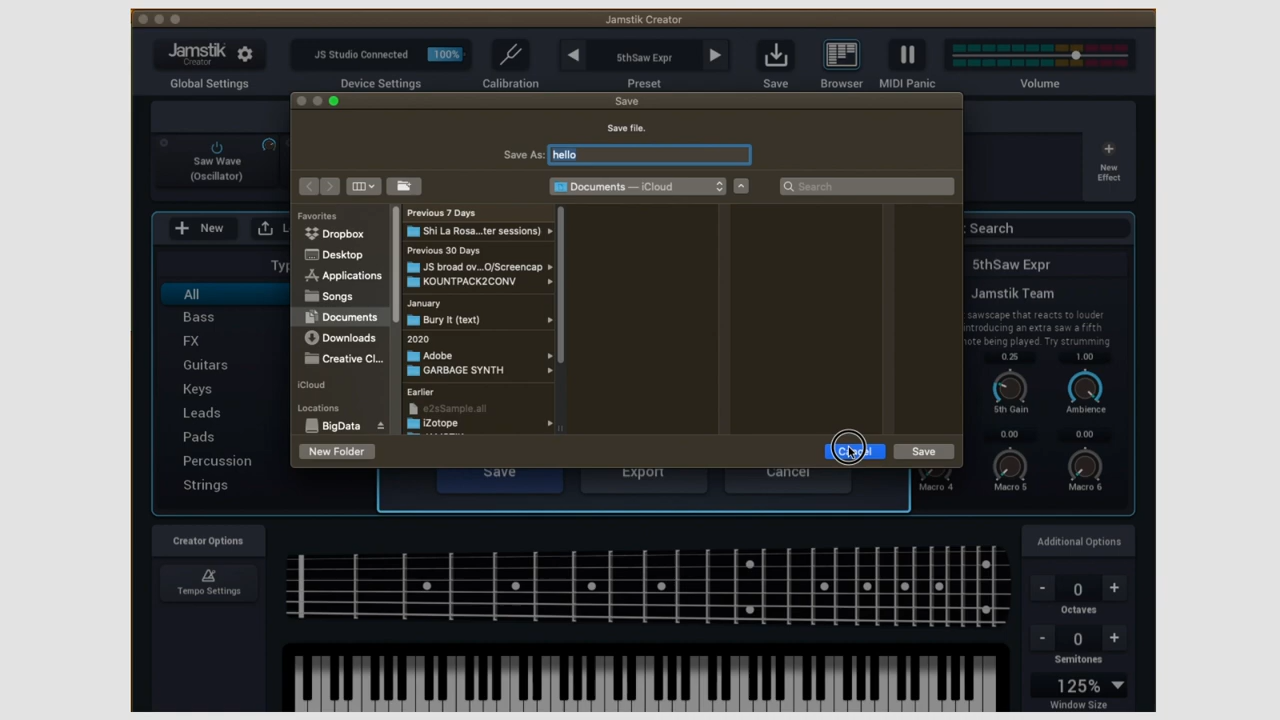 Jamstik Creator
Jamstik
Creator
Global Settings
JS Studio Connected 100%
Device Settings
Calibration
5thSaw Expr
Preset
Save
Browser
MIDI Panic
Volume
Save
Save file.
Save As: hello
Documents — iCloud
Search
Saw Wave
(Oscillator)
New
Effect
New
Search
Favorites
Dropbox
Desktop
Applications
Songs
Documents
Downloads
Creative Cl...
iCloud
Locations
BigData
Previous 7 Days
Shi La Rosa...ter sessions)
Previous 30 Days
JS broad ov...O/Screencap
KOUNTPACK2CONV
January
Bury It (text)
2020
Adobe
GARBAGE SYNTH
Earlier
e2sSample.all
iZotope
New Folder
Save
All
Bass
FX
Guitars
Keys
Leads
Pads
Percussion
Strings
Save
Export
Cancel
5thSaw Expr
Jamstik Team
sawscape that reacts to louder
introducing an extra saw a fifth
note being played. Try strumming
0.25
1.00
5th Gain
Ambience
0.00
0.00
Macro 4
Macro 5
Macro 6
Creator Options
Tempo Settings
Additional Options
- 0 +
Octaves
- 0 +
Semitones
125%
Window Size